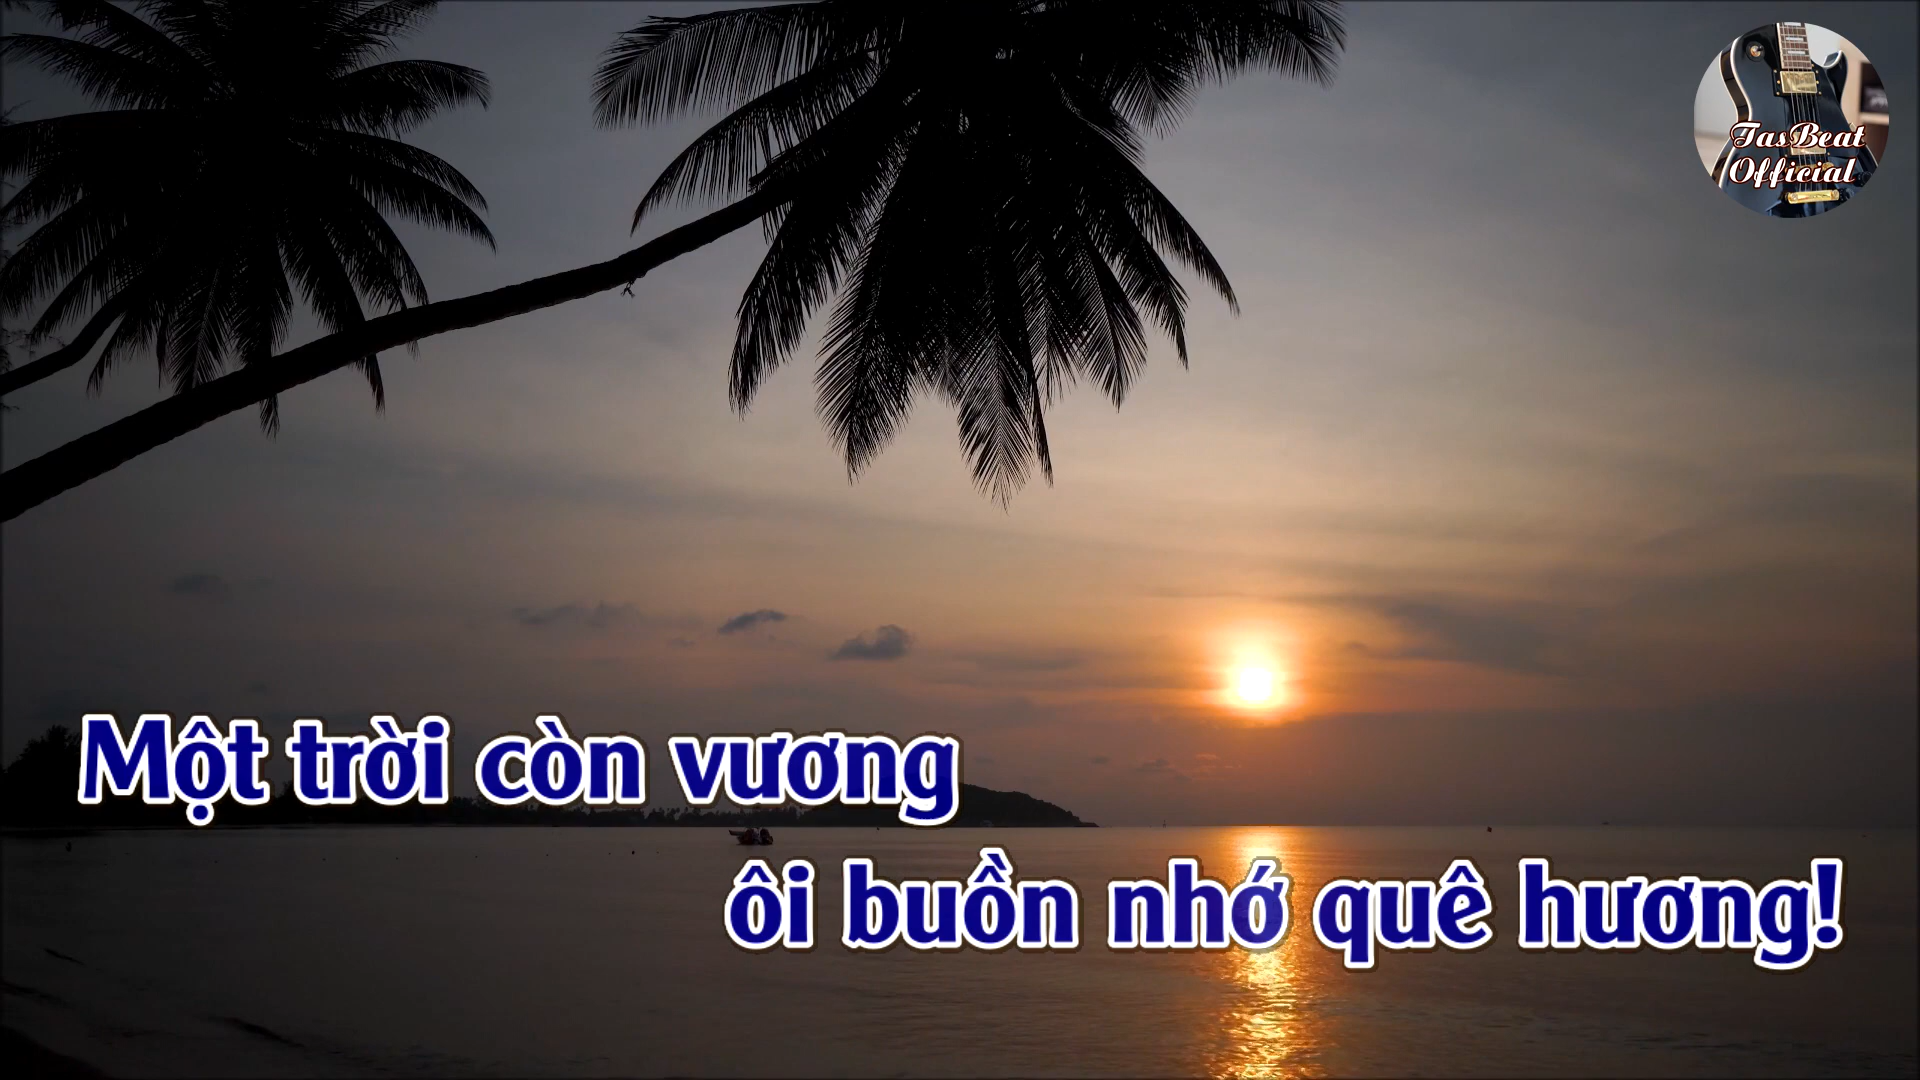 TasBeat
Official
Một trời còn vương
ôi buồn nhớ quê hương!